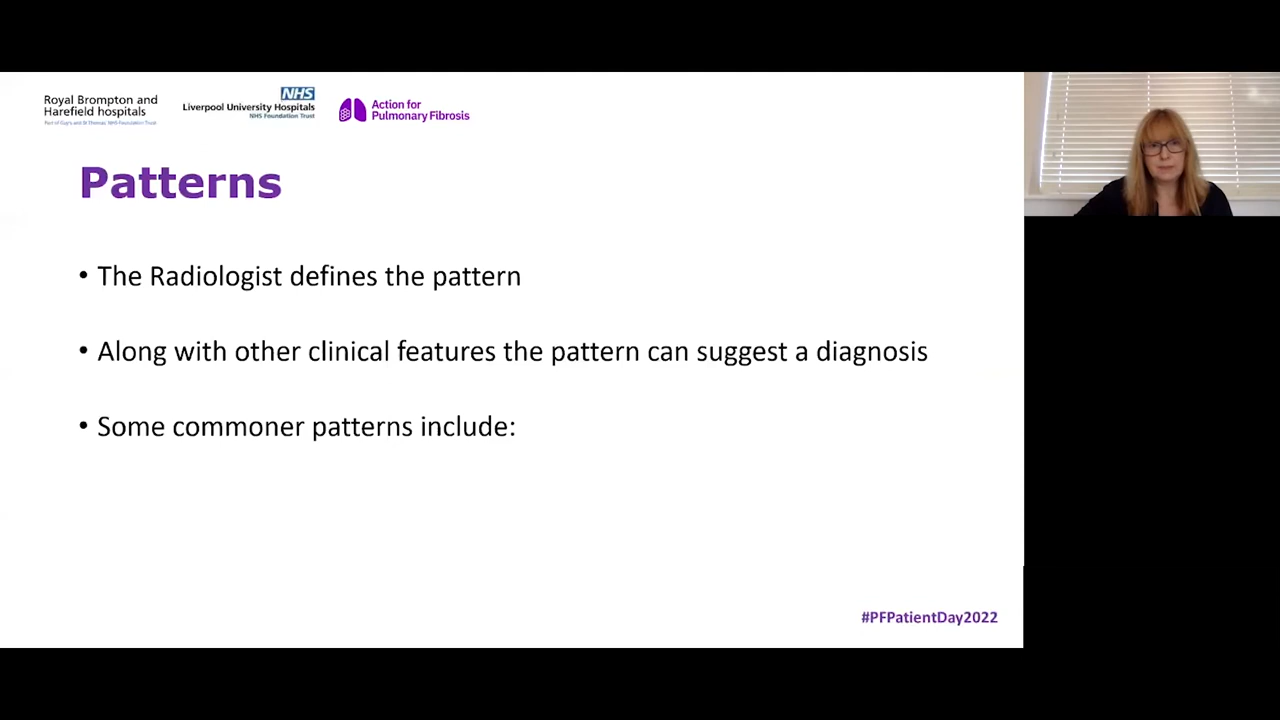 Royal Brompton and
Harefield hospitals
Part of Guy's and St Thomas' NHS Foundation Trust
NHS
Liverpool University Hospitals
NHS Foundation Trust
Action for
Pulmonary Fibrosis
Patterns
• The Radiologist defines the pattern
• Along with other clinical features the pattern can suggest a diagnosis
• Some commoner patterns include:
#PFPatientDay2022